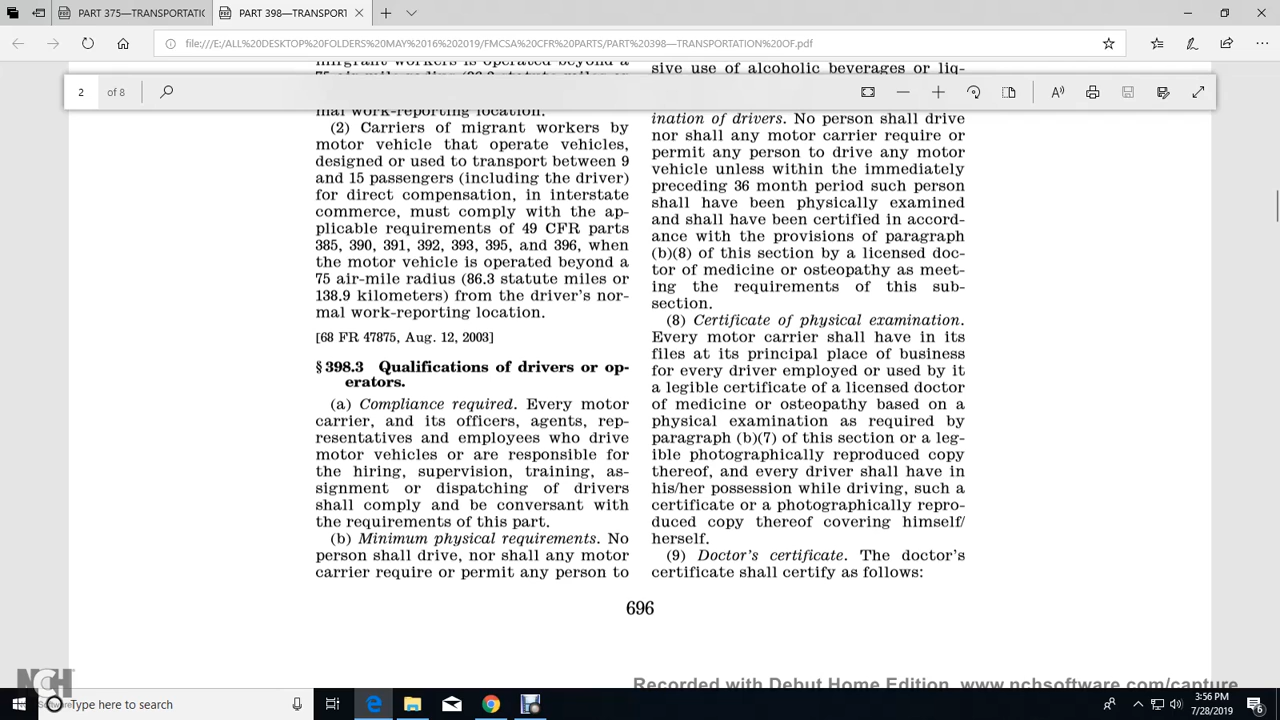 PART 375—TRANSPORTATIC
PART 398—TRANSPORT
file:///E:/ALL%20DESKTOP%20FOLDERS%20MAY%2016%202019/FMCSA%20CFR%20PARTS/PART%20398—TRANSPORTATION%20OF.pdf
2 of 8
migrant workers is operated beyond a
mal work-reporting location.
(2) Carriers of migrant workers by
motor vehicle that operate vehicles,
designed or used to transport between 9
and 15 passengers (including the driver)
for direct compensation, in interstate
commerce, must comply with the ap-
plicable requirements of 49 CFR parts
385, 390, 391, 392, 393, 395, and 396, when
the motor vehicle is operated beyond a
75 air-mile radius (86.3 statute miles or
138.9 kilometers) from the driver's nor-
mal work-reporting location.
[68 FR 47875, Aug. 12, 2003]
§ 398.3 Qualifications of drivers or op-
erators.
(a) Compliance required. Every motor
carrier, and its officers, agents, rep-
resentatives and employees who drive
motor vehicles or are responsible for
the hiring, supervision, training, as-
signment or dispatching of drivers
shall comply and be conversant with
the requirements of this part.
(b) Minimum physical requirements. No
person shall drive, nor shall any motor
carrier require or permit any person to
sive use of alcoholic beverages or liq-
ination of drivers. No person shall drive
nor shall any motor carrier require or
permit any person to drive any motor
vehicle unless within the immediately
preceding 36 month period such person
shall have been physically examined
and shall have been certified in accord-
ance with the provisions of paragraph
(b)(8) of this section by a licensed doc-
tor of medicine or osteopathy as meet-
ing the requirements of this sub-
section.
(8) Certificate of physical examination.
Every motor carrier shall have in its
files at its principal place of business
for every driver employed or used by it
a legible certificate of a licensed doctor
of medicine or osteopathy based on a
physical examination as required by
paragraph (b)(7) of this section or a leg-
ible photographically reproduced copy
thereof, and every driver shall have in
his/her possession while driving, such a
certificate or a photographically repro-
duced copy thereof covering himself/
herself.
(9) Doctor's certificate. The doctor's
certificate shall certify as follows:
696
NCH
Recorded with Debut Home Edition. www.nchsoftware.com/capture
Type here to search
3:56 PM
7/28/2019
6